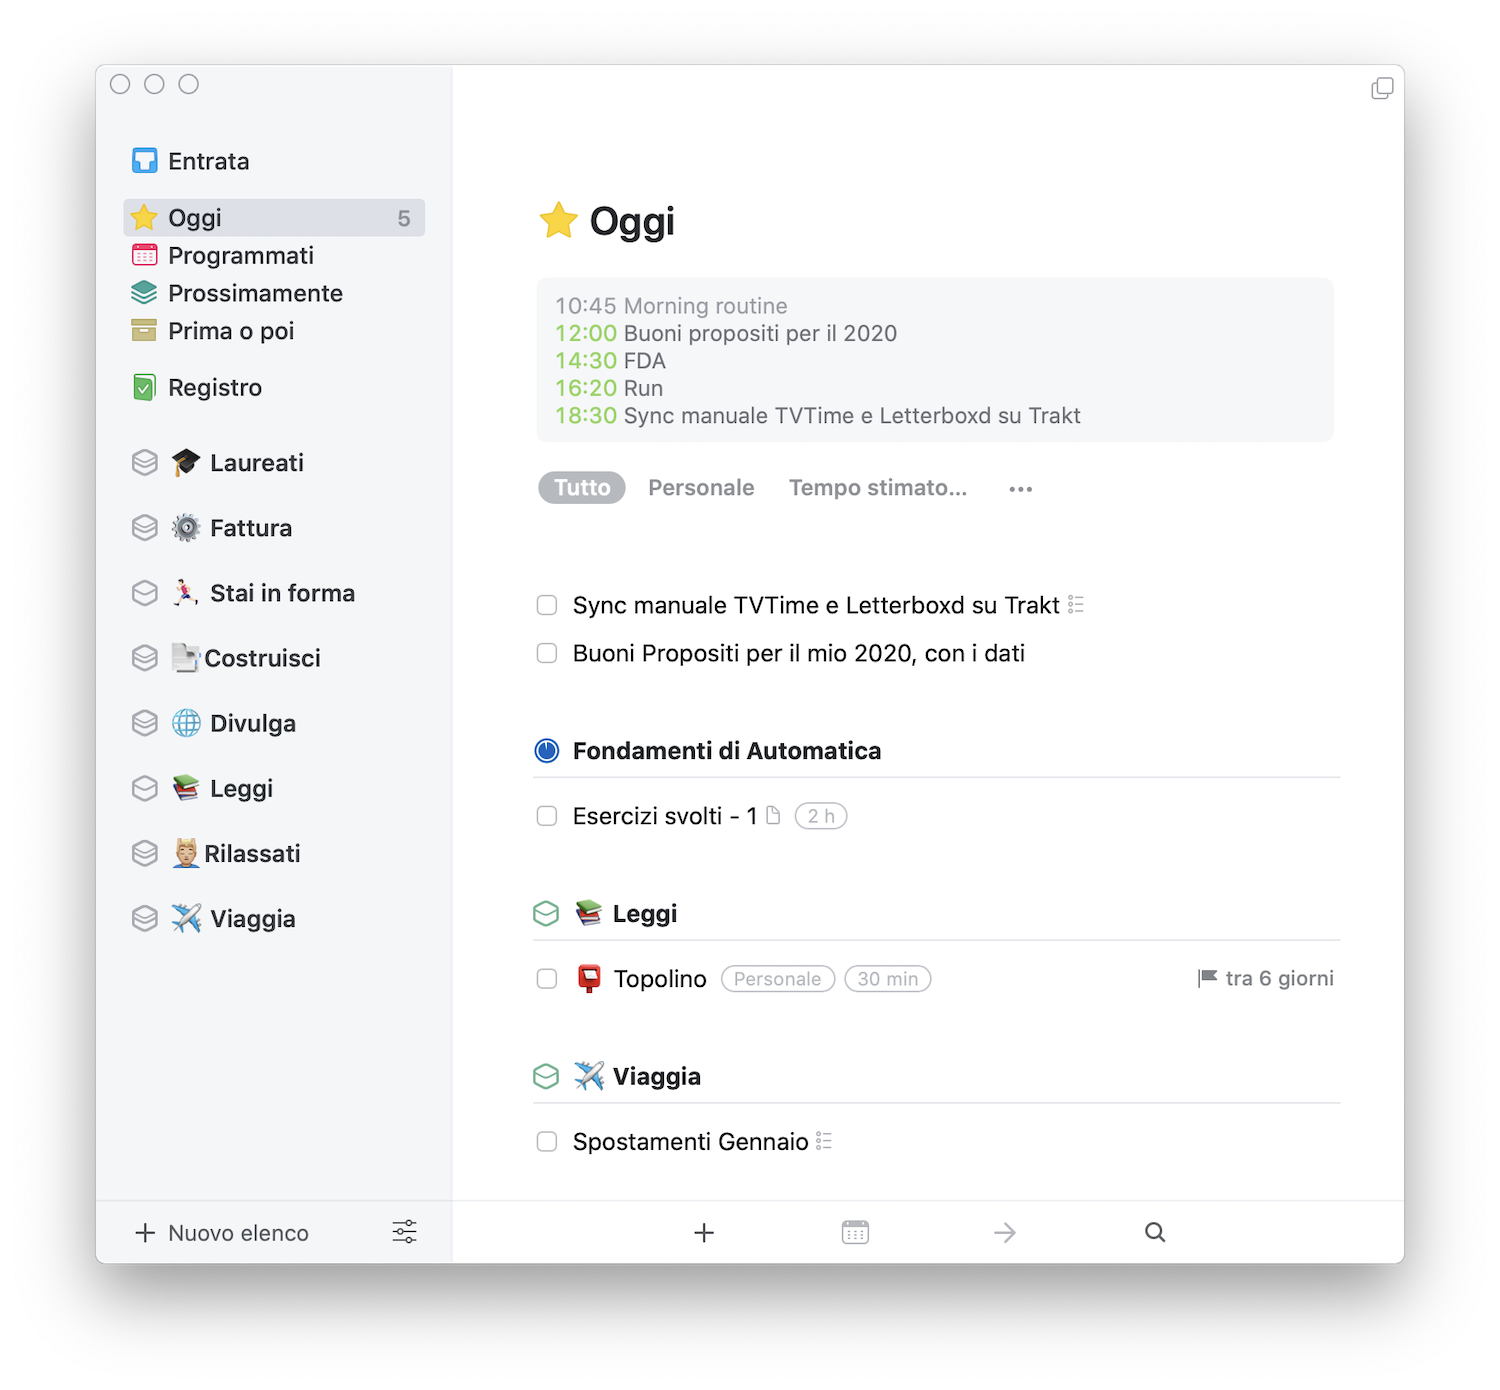 Entrata
Oggi 5
Programmati
Prossimamente
Prima o poi
Registro
Laureati
Fattura
Stai in forma
Costruisci
Divulga
Leggi
Rilassati
Viaggia
Nuovo elenco
Oggi
10:45 Morning routine
12:00 Buoni propositi per il 2020
14:30 FDA
16:20 Run
18:30 Sync manuale TVTime e Letterboxd su Trakt
Tutto Personale Tempo stimato... •••
Sync manuale TVTime e Letterboxd su Trakt
Buoni Propositi per il mio 2020, con i dati
Fondamenti di Automatica
Esercizi svolti - 1 2 h
Leggi
Topolino Personale 30 min tra 6 giorni
Viaggia
Spostamenti Gennaio